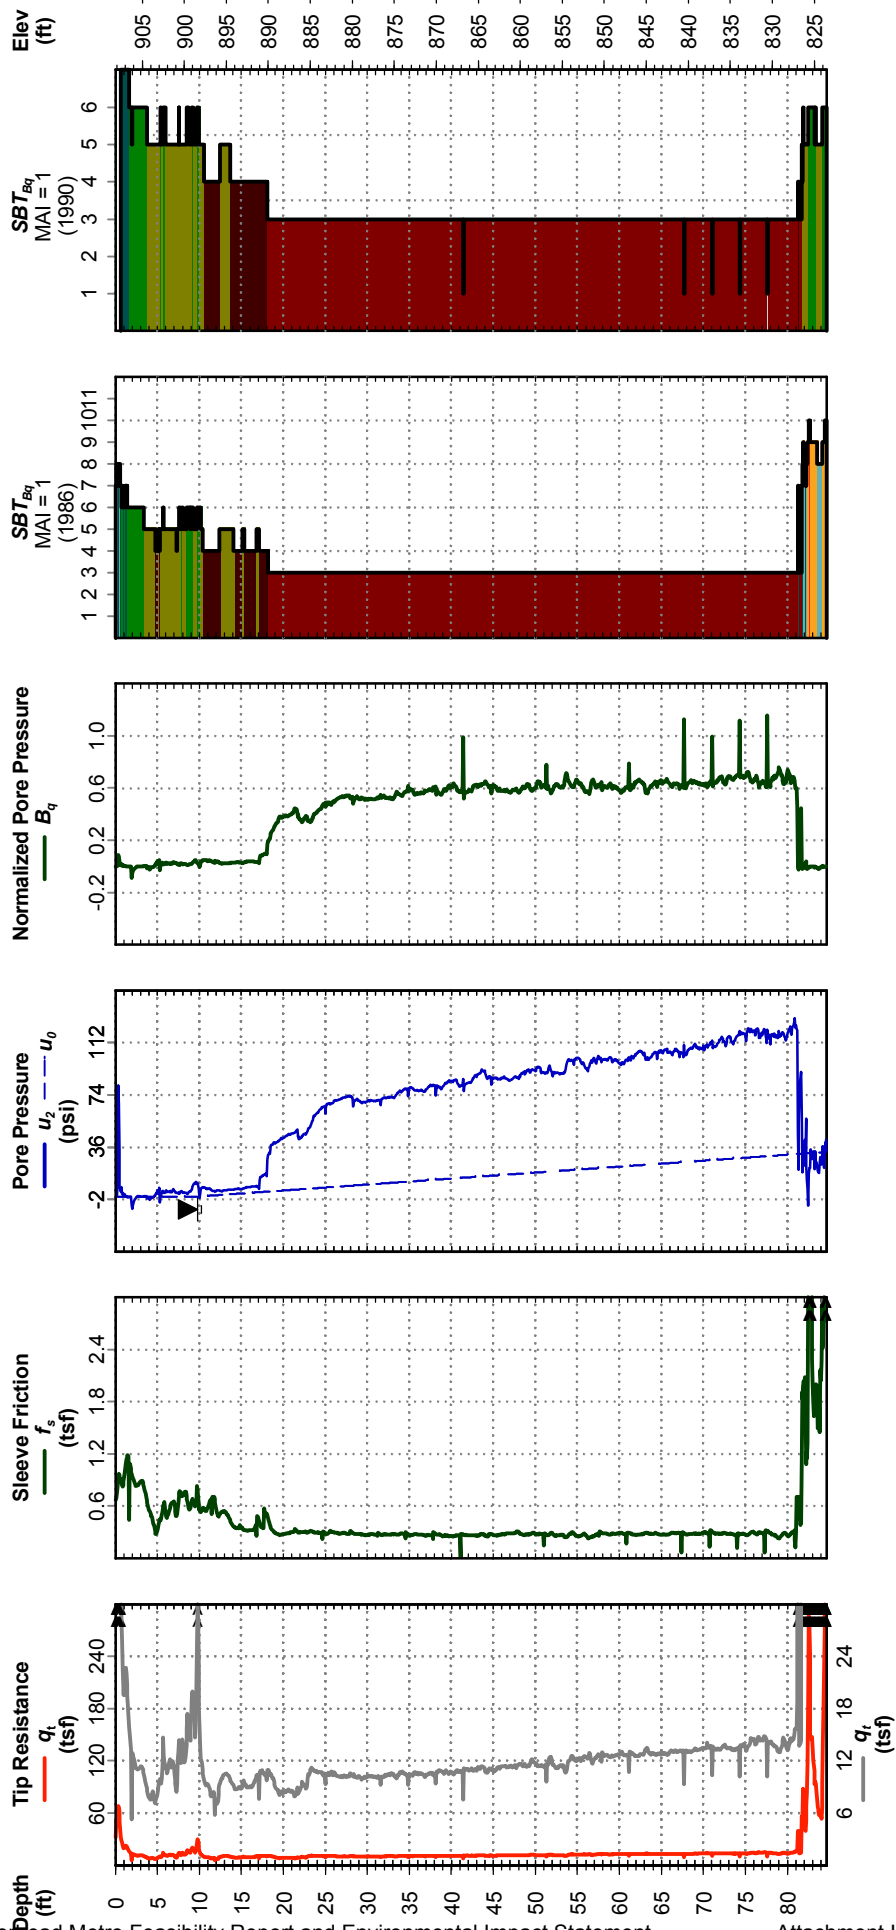 Depth
(ft)
0
5
10
15
20
25
30
35
40
45
50
55
60
65
70
75
80
Tip Resistance
qt
(tsf)
60
120
180
240
6
12
18
24
qt
(tsf)
Sleeve Friction
fs
(tsf)
0.6
1.2
1.8
2.4
Pore Pressure
u2 u0
(psi)
-2
36
74
112
Normalized Pore Pressure
Bq
-0.2
0.2
0.6
1.0
SBTBq
MAI = 1
(1986)
1 2 3 4 5 6 7 8 9 10 11
SBTBq
MAI = 1
(1990)
1 2 3 4 5 6
Elev
(ft)
905
900
895
890
885
880
875
870
865
860
855
850
845
840
835
830
825
Metro Feasibility Report and Environmental Impact Statement
Attachment